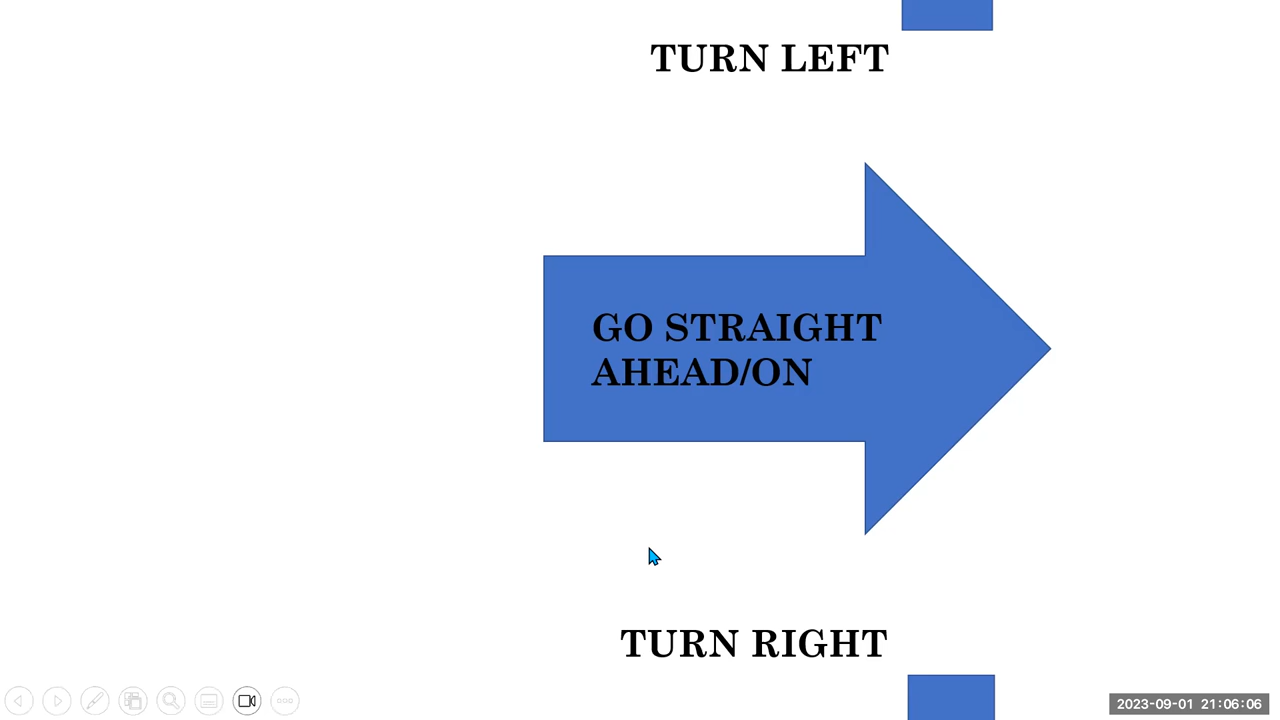 TURN LEFT
GO STRAIGHT
AHEAD/ON
TURN RIGHT
2023-09-01 21:06:06